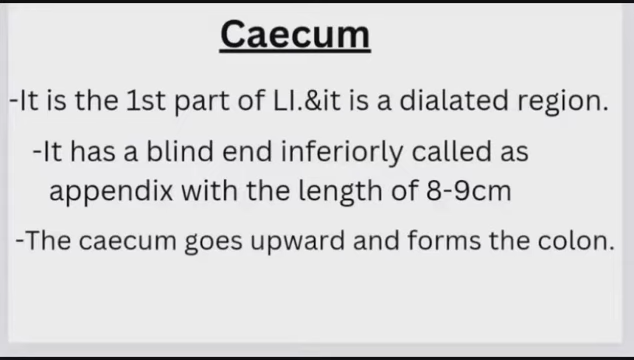 Caecum
-It is the 1st part of LI.&it is a dialated region.
-It has a blind end inferiorly called as
appendix with the length of 8-9cm
-The caecum goes upward and forms the colon.